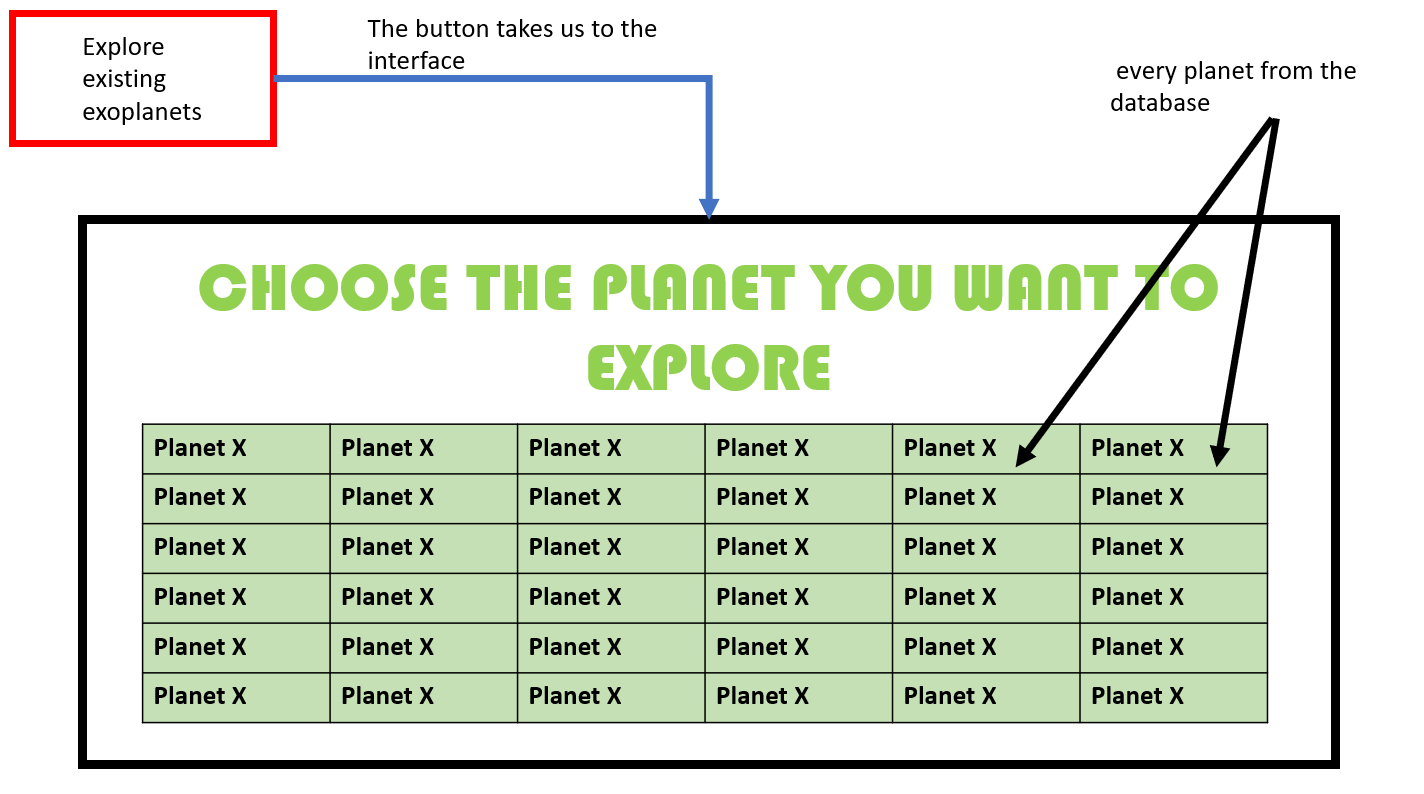 Explore
existing
exoplanets
The button takes us to the
interface
every planet from the
database
CHOOSE THE PLANET YOU WANT TO
EXPLORE
Planet X Planet X Planet X Planet X Planet X Planet X
Planet X Planet X Planet X Planet X Planet X Planet X
Planet X Planet X Planet X Planet X Planet X Planet X
Planet X Planet X Planet X Planet X Planet X Planet X
Planet X Planet X Planet X Planet X Planet X Planet X
Planet X Planet X Planet X Planet X Planet X Planet X